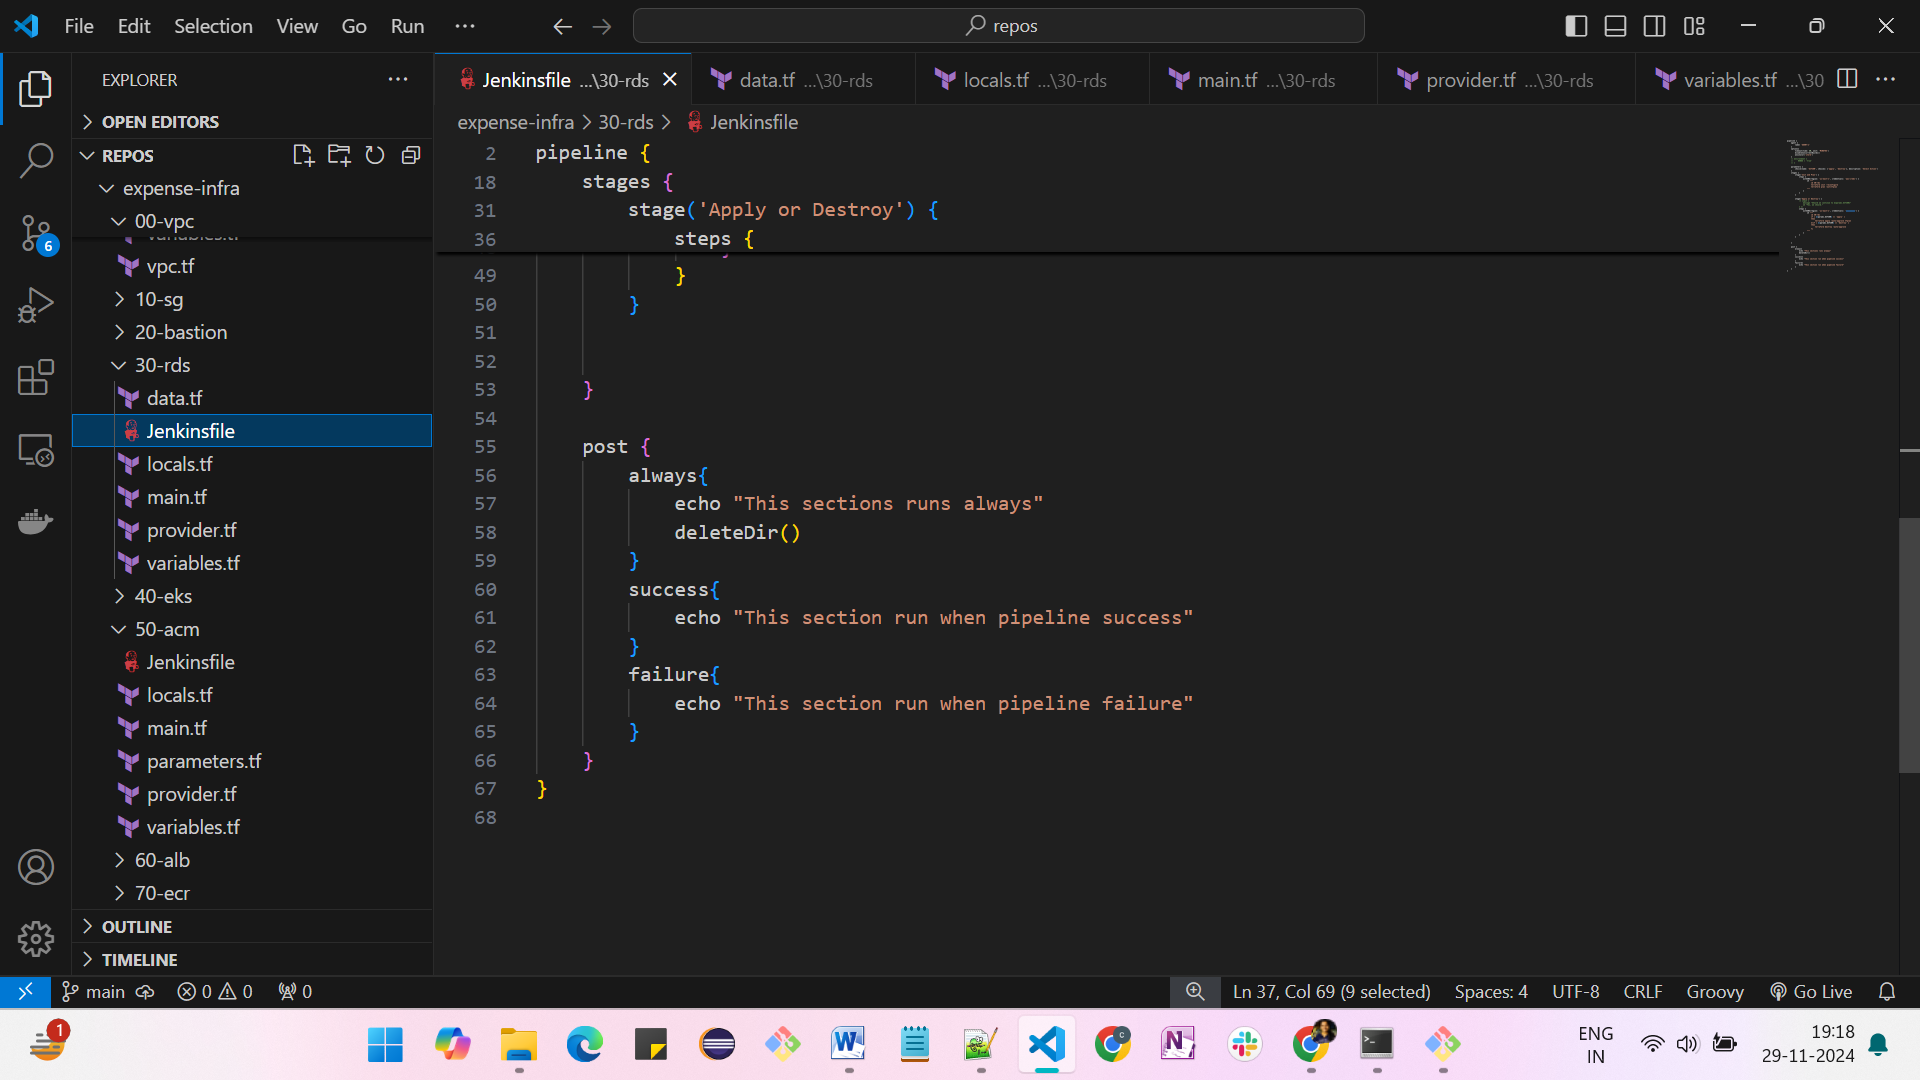 File Edit Selection View Go Run ··· repos
EXPLORER ···
OPEN EDITORS
REPOS
expense-infra
00-vpc
vpc.tf
10-sg
20-bastion
30-rds
data.tf
Jenkinsfile
locals.tf
main.tf
provider.tf
variables.tf
40-eks
50-acm
Jenkinsfile
locals.tf
main.tf
parameters.tf
provider.tf
variables.tf
60-alb
70-ecr
OUTLINE
TIMELINE
Jenkinsfile ...\30-rds data.tf ...\30-rds locals.tf ...\30-rds main.tf ...\30-rds provider.tf ...\30-rds variables.tf ...\30 ···
expense-infra > 30-rds > Jenkinsfile
2 pipeline {
18 stages {
31 stage('Apply or Destroy') {
36 steps {
49 }
50 }
51
52
53 }
54
55 post {
56 always{
57 echo "This sections runs always"
58 deleteDir()
59 }
60 success{
61 echo "This section run when pipeline success"
62 }
63 failure{
64 echo "This section run when pipeline failure"
65 }
66 }
67 }
68
6
main 0 0 0 Ln 37, Col 69 (9 selected) Spaces: 4 UTF-8 CRLF Groovy Go Live
1
ENG
IN
19:18
29-11-2024